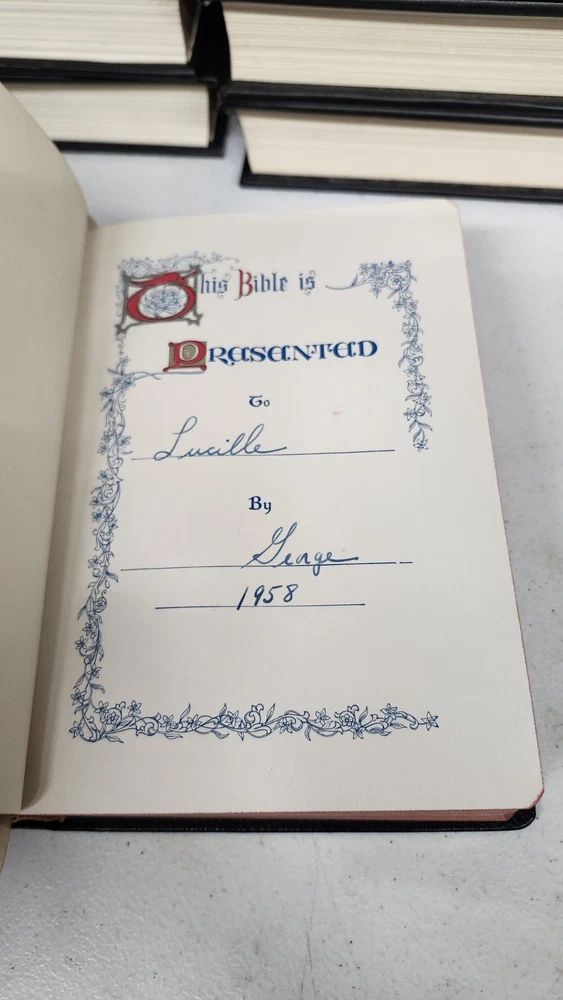 This Bible is
PRESENTED
To
Lucille
By
George
1958